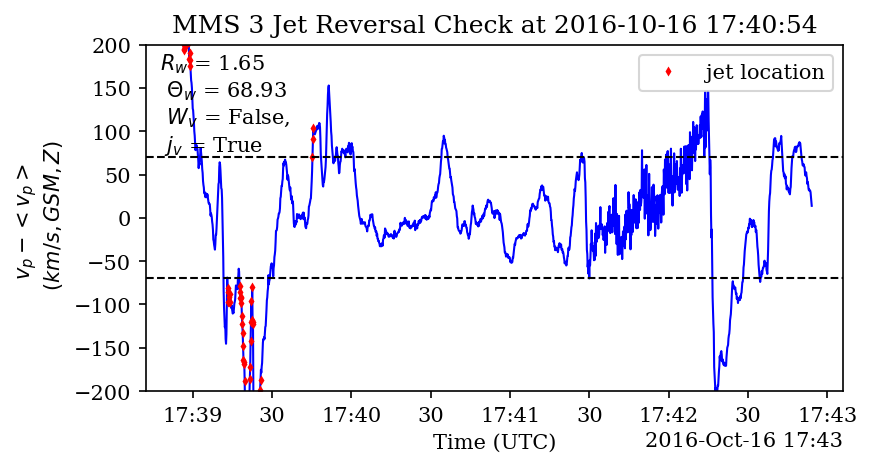 MMS 3 Jet Reversal Check at 2016-10-16 17:40:54
R_w = 1.65
Θ_w = 68.93
W_v = False,
j_v = True
jet location
v_p − < v_p >
(km/s, GSM, Z)
200
150
100
50
0
−50
−100
−150
−200
17:39 30 17:40 30 17:41 30 17:42 30 17:43
Time (UTC)
2016-Oct-16 17:43